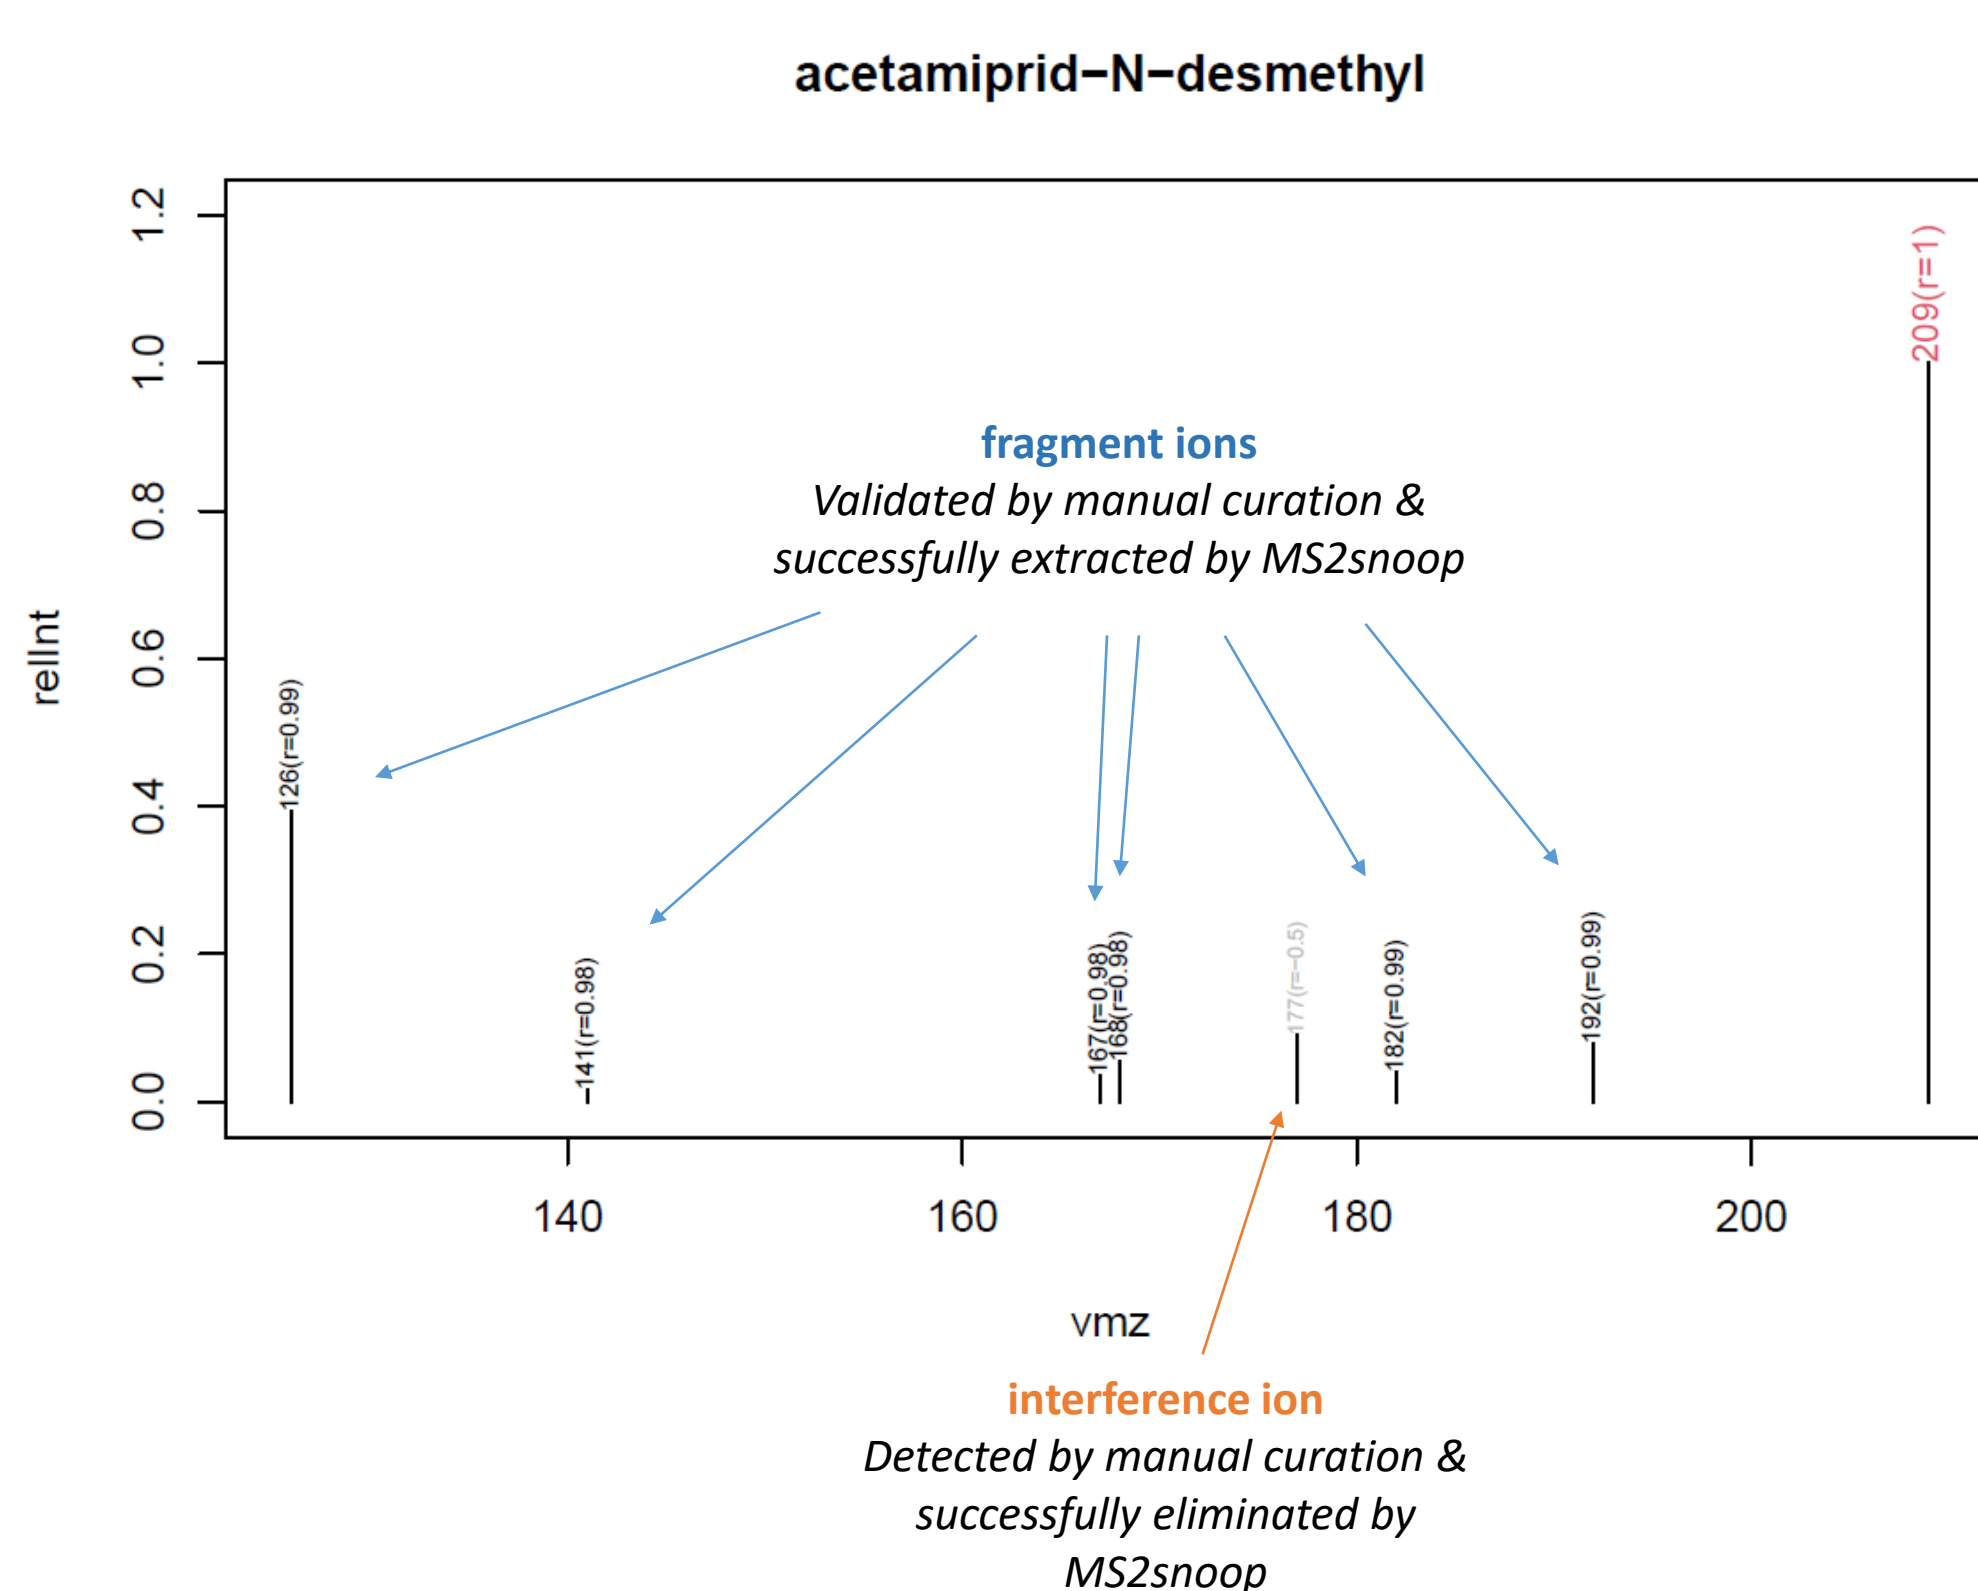 acetamiprid−N−desmethyl
relInt
1.2
1.0
0.8
0.6
0.4
0.2
0.0
209(r=1)
fragment ions
Validated by manual curation &
successfully extracted by MS2snoop
126(r=0.99)
141(r=0.98)
167(r=0.98)
168(r=0.98)
177(r=−0.5)
182(r=0.99)
192(r=0.99)
140
160
180
200
vmz
interference ion
Detected by manual curation &
successfully eliminated by
MS2snoop